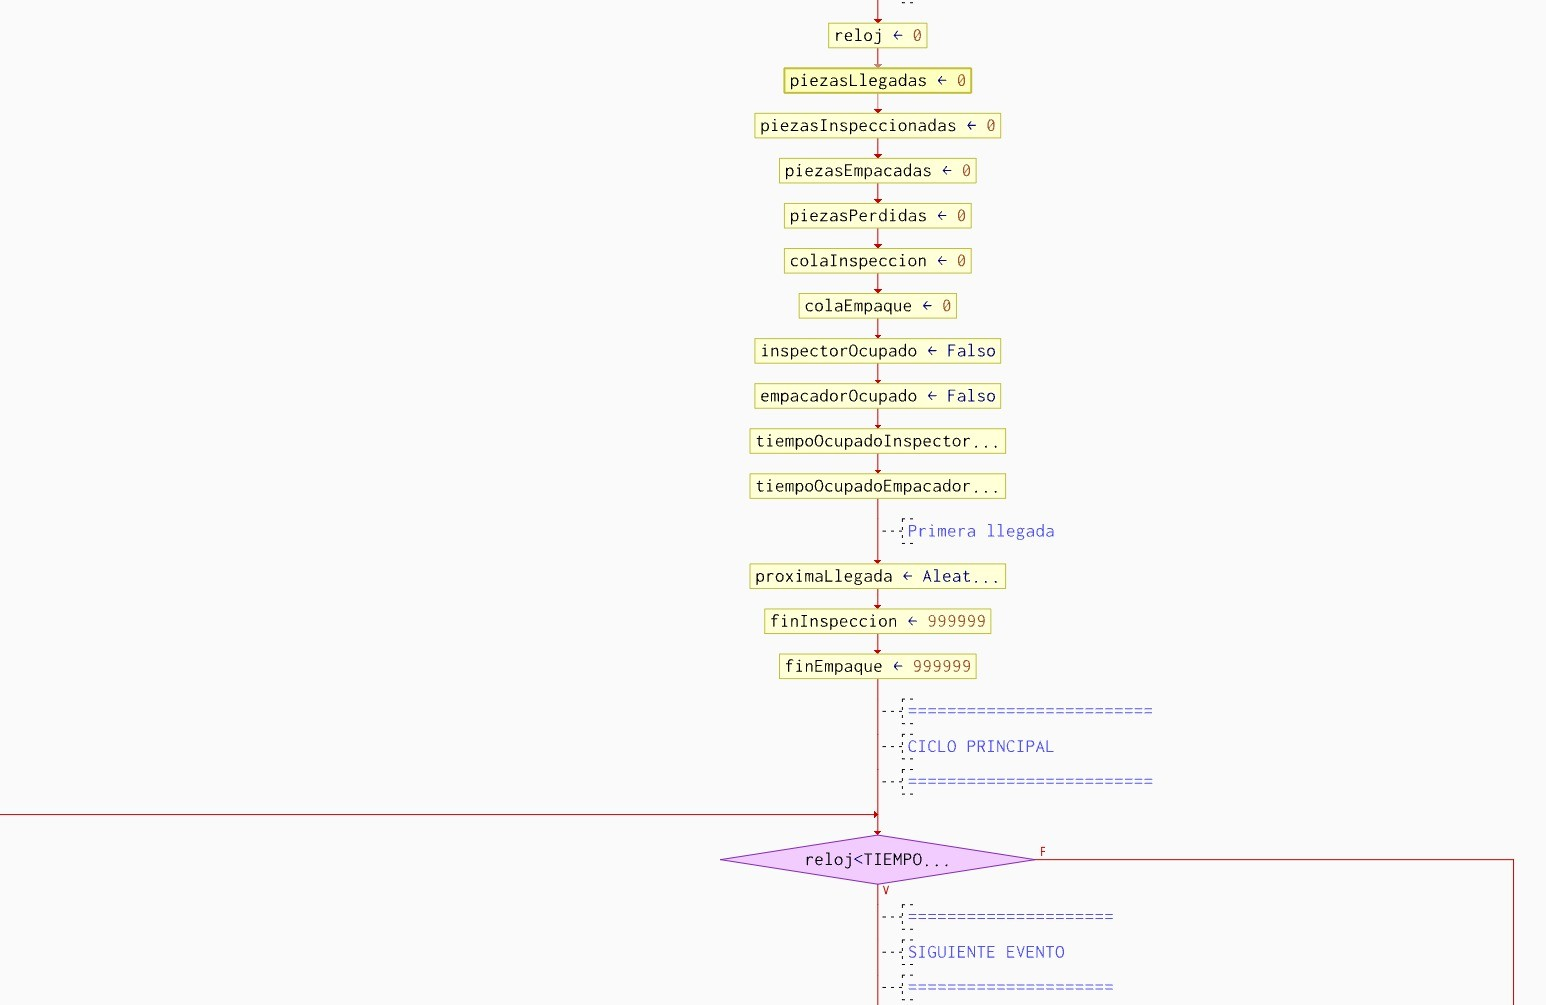 reloj ← 0
piezasLlegadas ← 0
piezasInspeccionadas ← 0
piezasEmpacadas ← 0
piezasPerdidas ← 0
colaInspeccion ← 0
colaEmpaque ← 0
inspectorOcupado ← Falso
empacadorOcupado ← Falso
tiempoOcupadoInspector...
tiempoOcupadoEmpacador...
Primera llegada
proximaLlegada ← Aleat...
finInspeccion ← 999999
finEmpaque ← 999999
=========================
CICLO PRINCIPAL
=========================
reloj<TIEMPO...
F
V
=====================
SIGUIENTE EVENTO
=====================